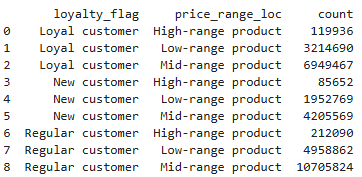 loyalty_flag price_range_loc count
0 Loyal customer High-range product 119936
1 Loyal customer Low-range product 3214690
2 Loyal customer Mid-range product 6949467
3 New customer High-range product 85652
4 New customer Low-range product 1952769
5 New customer Mid-range product 4205569
6 Regular customer High-range product 212090
7 Regular customer Low-range product 4958862
8 Regular customer Mid-range product 10705824